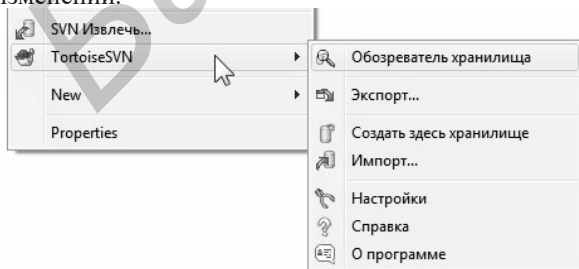 изменений.
SVN Извлечь...
TortoiseSVN
New
Properties
Обозреватель хранилища
Экспорт...
Создать здесь хранилище
Импорт...
Настройки
Справка
О программе